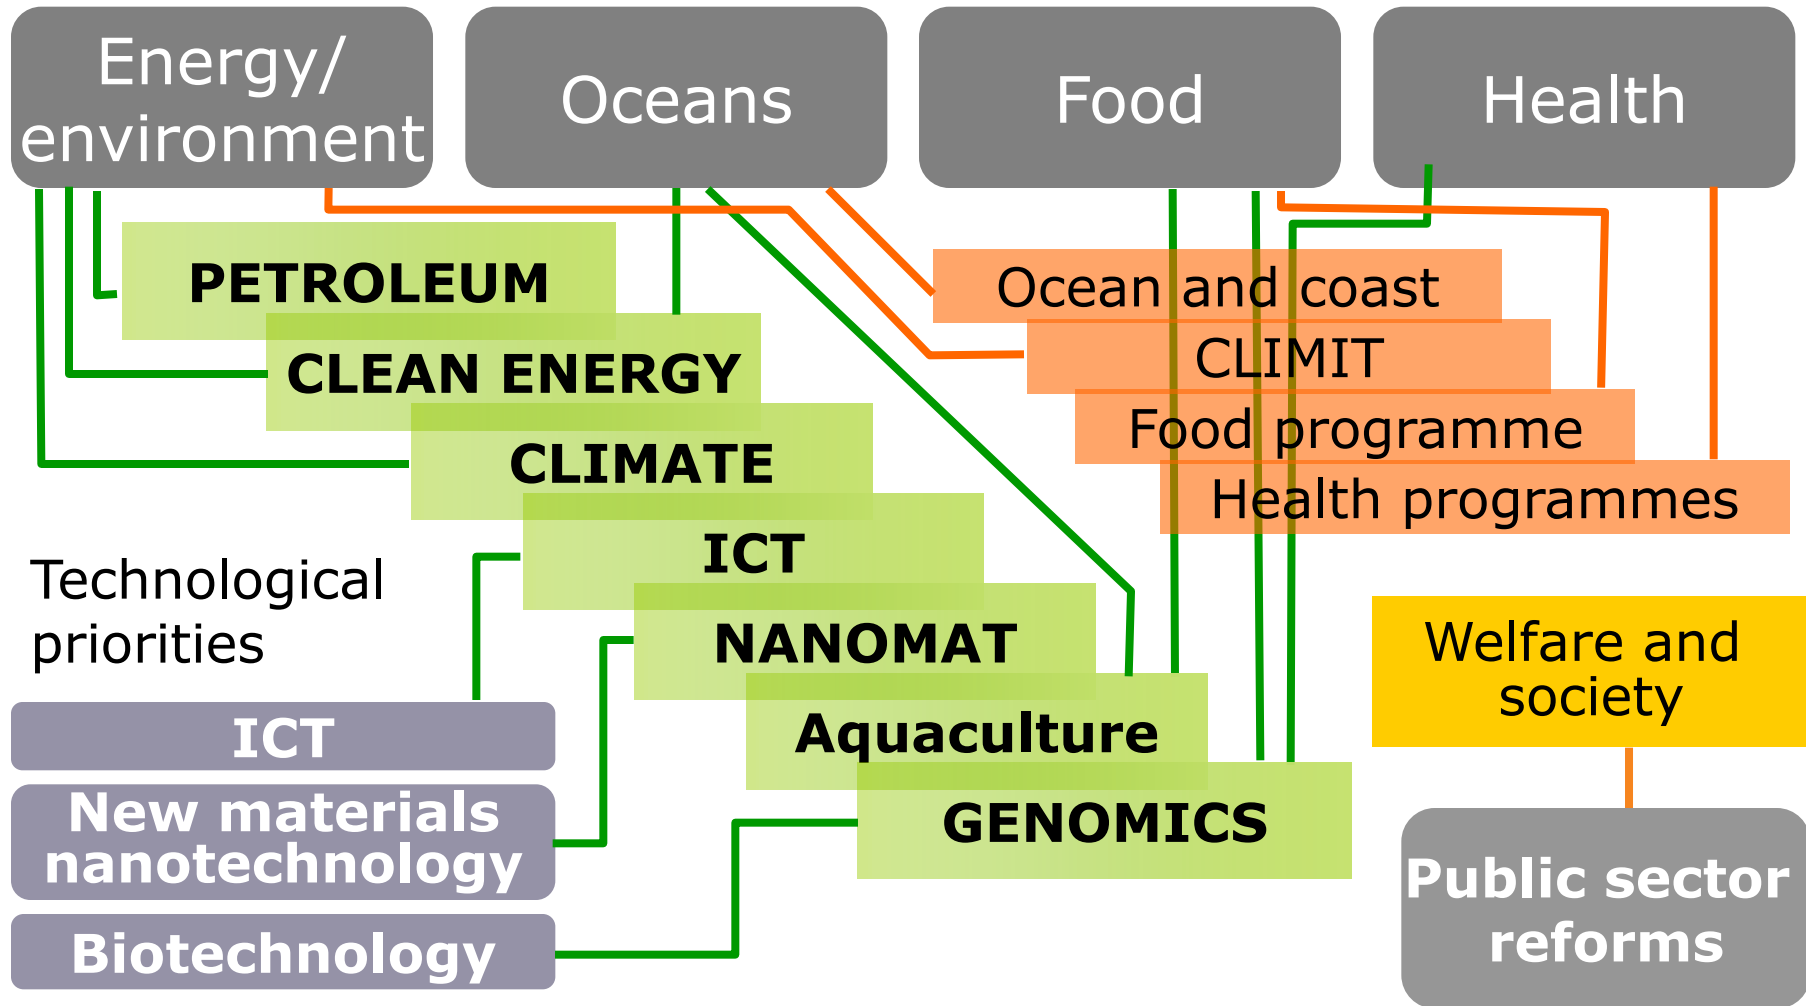 Energy/
environment
Oceans
Food
Health
PETROLEUM
CLEAN ENERGY
CLIMATE
ICT
NANOMAT
Aquaculture
GENOMICS
Ocean and coast
CLIMIT
Food programme
Health programmes
Technological
priorities
ICT
New materials
nanotechnology
Biotechnology
Welfare and
society
Public sector
reforms